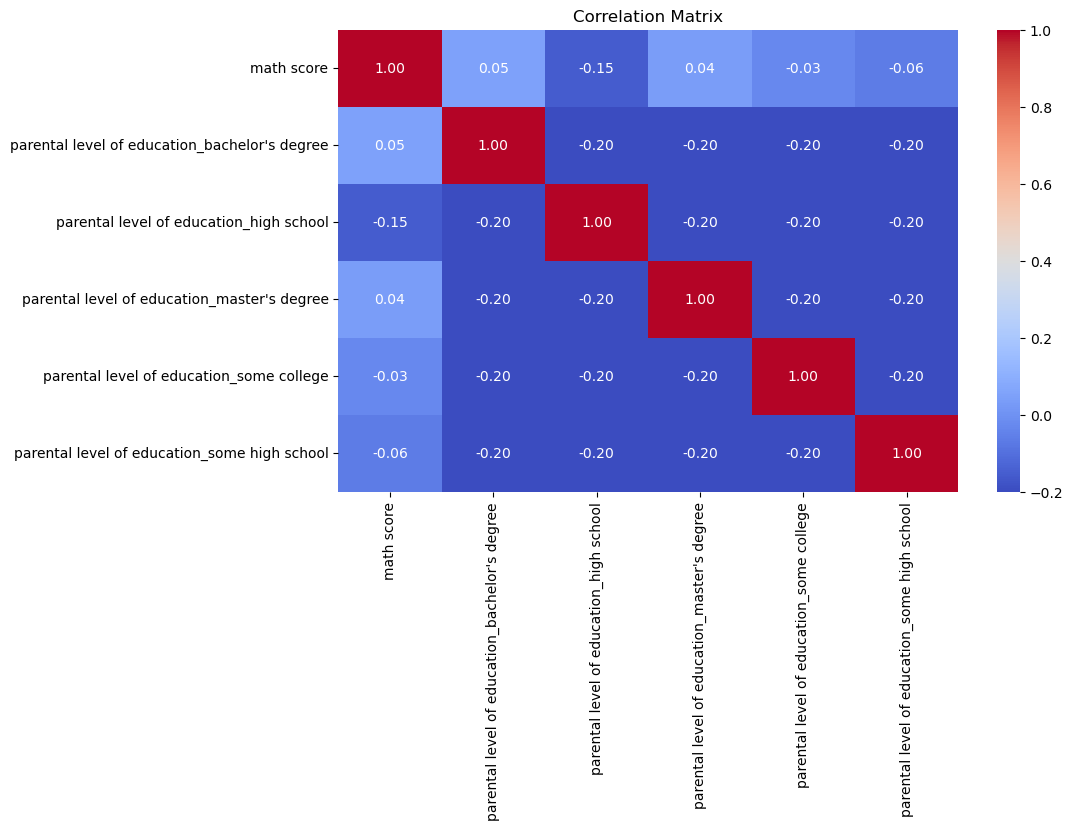 Correlation Matrix
math score 1.00 0.05 -0.15 0.04 -0.03 -0.06
parental level of education_bachelor's degree 0.05 1.00 -0.20 -0.20 -0.20 -0.20
parental level of education_high school -0.15 -0.20 1.00 -0.20 -0.20 -0.20
parental level of education_master's degree 0.04 -0.20 -0.20 1.00 -0.20 -0.20
parental level of education_some college -0.03 -0.20 -0.20 -0.20 1.00 -0.20
parental level of education_some high school -0.06 -0.20 -0.20 -0.20 -0.20 1.00
math score
parental level of education_bachelor's degree
parental level of education_high school
parental level of education_master's degree
parental level of education_some college
parental level of education_some high school
1.0
0.8
0.6
0.4
0.2
0.0
−0.2